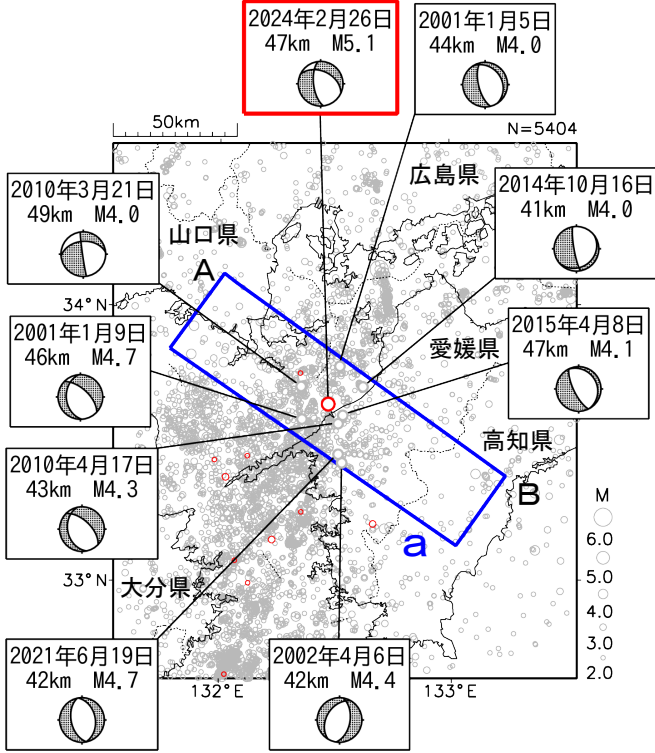 2024年2月26日
47km M5.1
2001年1月5日
44km M4.0
50km
N=5404
2010年3月21日
49km M4.0
広島県
2014年10月16日
41km M4.0
山口県
A
34°N
2001年1月9日
46km M4.7
愛媛県
2015年4月8日
47km M4.1
高知県
2010年4月17日
43km M4.3
B
M
a
6.0
33°N
大分県
5.0
4.0
3.0
2.0
2021年6月19日
42km M4.7
2002年4月6日
42km M4.4
132°E
133°E